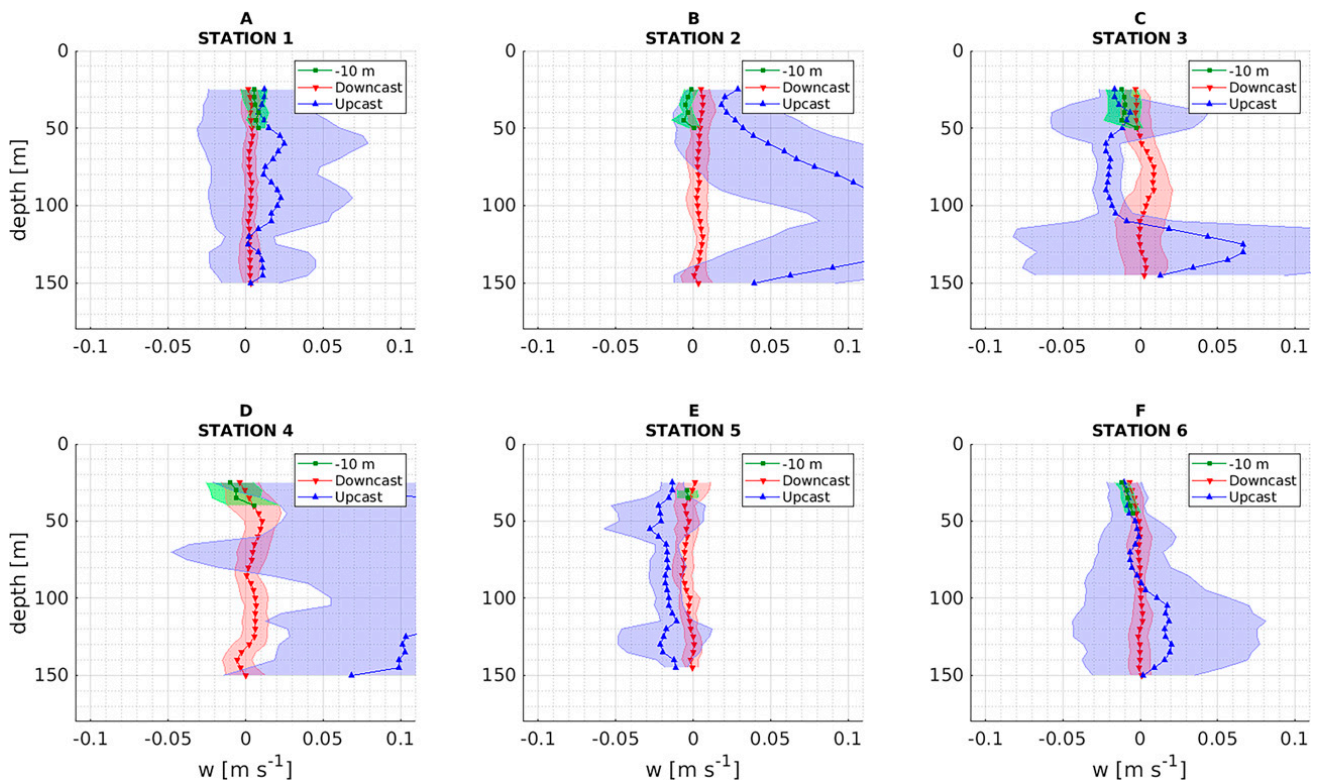 A
STATION 1
0
50
100
150
depth [m]
-0.1
-0.05
0
0.05
0.1
-10 m
Downcast
Upcast
B
STATION 2
0
50
100
150
-0.1
-0.05
0
0.05
0.1
-10 m
Downcast
Upcast
C
STATION 3
0
50
100
150
-0.1
-0.05
0
0.05
0.1
-10 m
Downcast
Upcast
D
STATION 4
0
50
100
150
depth [m]
-0.1
-0.05
0
0.05
0.1
w [m s⁻¹]
-10 m
Downcast
Upcast
E
STATION 5
0
50
100
150
-0.1
-0.05
0
0.05
0.1
w [m s⁻¹]
-10 m
Downcast
Upcast
F
STATION 6
0
50
100
150
-0.1
-0.05
0
0.05
0.1
w [m s⁻¹]
-10 m
Downcast
Upcast